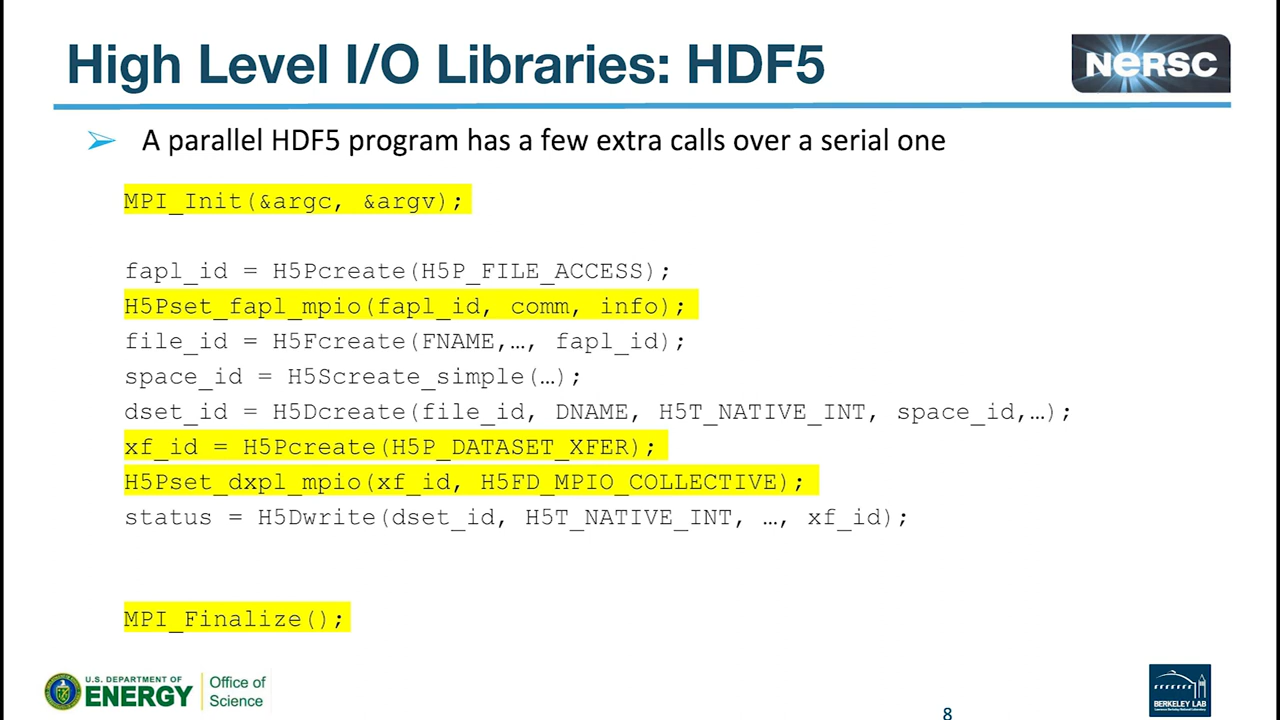 High Level I/O Libraries: HDF5
NERSC
A parallel HDF5 program has a few extra calls over a serial one
MPI_Init(&argc, &argv);
fapl_id = H5Pcreate(H5P_FILE_ACCESS);
H5Pset_fapl_mpio(fapl_id, comm, info);
file_id = H5Fcreate(FNAME,…, fapl_id);
space_id = H5Screate_simple(…);
dset_id = H5Dcreate(file_id, DNAME, H5T_NATIVE_INT, space_id,…);
xf_id = H5Pcreate(H5P_DATASET_XFER);
H5Pset_dxpl_mpio(xf_id, H5FD_MPIO_COLLECTIVE);
status = H5Dwrite(dset_id, H5T_NATIVE_INT, …, xf_id);
MPI_Finalize();
U.S. DEPARTMENT OF
ENERGY
Office of
Science
8
BERKELEY LAB